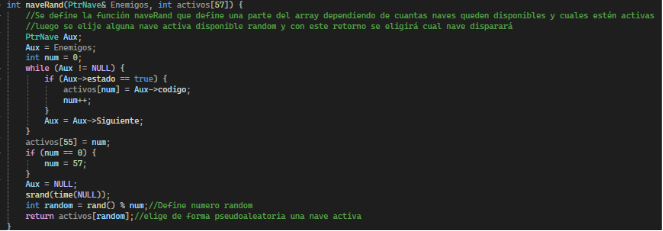 int naveRand(PtrNave& Enemigos, int activos[57]) {
//Se define la función naveRand que define una parte del array dependiendo de cuantas naves queden disponibles y cuales estén activas
//luego se elije alguna nave activa disponible random y con este retorno se eligirá cual nave disparará
PtrNave Aux;
Aux = Enemigos;
int num = 0;
while (Aux != NULL) {
if (Aux->estado == true) {
activos[num] = Aux->codigo;
num++;
}
Aux = Aux->Siguiente;
}
activos[55] = num;
if (num == 0) {
num = 57;
}
Aux = NULL;
srand(time(NULL));
int random = rand() % num;//Define numero random
return activos[random];//elige de forma pseudoaleatoria una nave activa
}